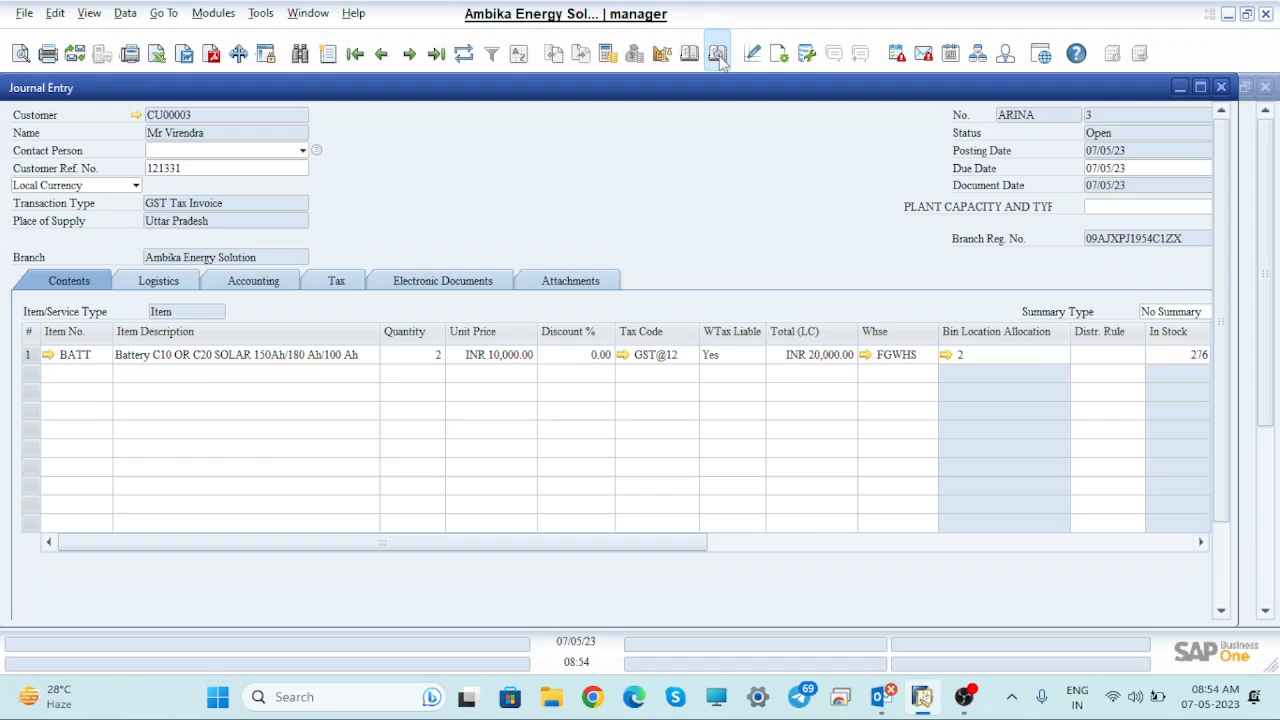 File Edit View Data Go To Modules Tools Window Help
Ambika Energy Sol... | manager
Journal Entry
Customer CU00003
Name Mr Virendra
Contact Person
Customer Ref. No. 121331
Local Currency
Transaction Type GST Tax Invoice
Place of Supply Uttar Pradesh
Branch Ambika Energy Solution
No. ARINA 3
Status Open
Posting Date 07/05/23
Due Date 07/05/23
Document Date 07/05/23
PLANT CAPACITY AND TYF
Branch Reg. No. 09AJXPJ1954C1ZX
Contents Logistics Accounting Tax Electronic Documents Attachments
Item/Service Type Item Summary Type No Summary
# Item No. Item Description Quantity Unit Price Discount % Tax Code WTax Liable Total (LC) Whse Bin Location Allocation Distr. Rule In Stock
1 BATT Battery C10 OR C20 SOLAR 150Ah/180 Ah/100 Ah 2 INR 10,000.00 0.00 GST@12 Yes INR 20,000.00 FGWHS 2 276
07/05/23
08:54
SAP Business One
28°C
Haze
Search
69
ENG
IN
08:54 AM
07-05-2023